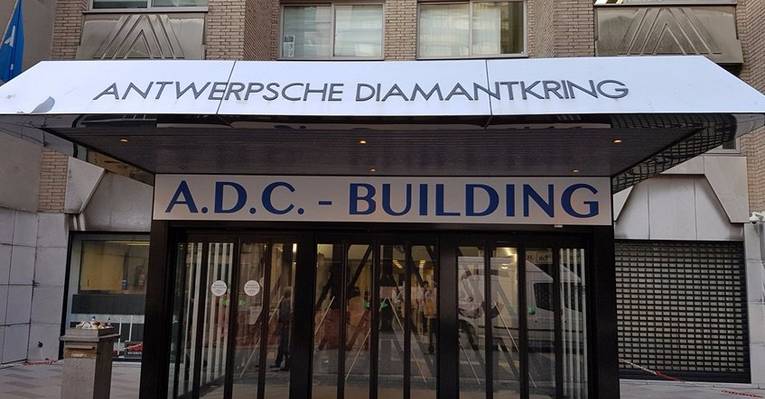 ANTWERPSCHE DIAMANTKRING
A.D.C. - BUILDING